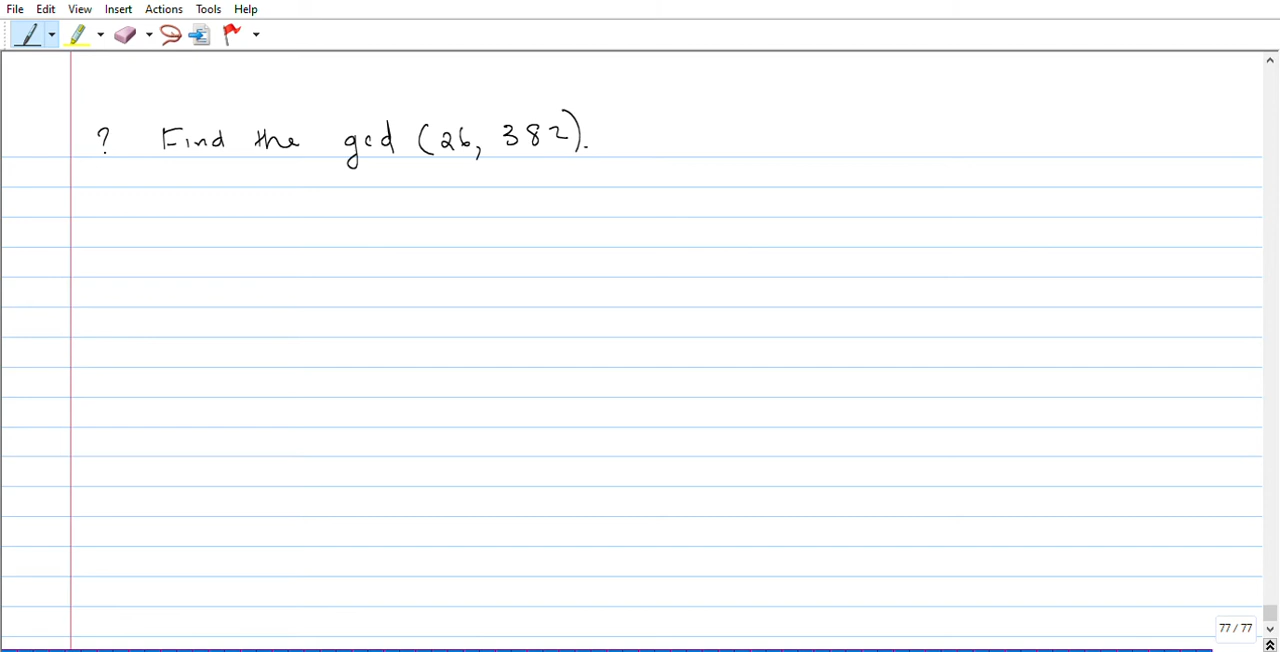 File Edit View Insert Actions Tools Help
? Find the gcd (26, 382).
77 / 77